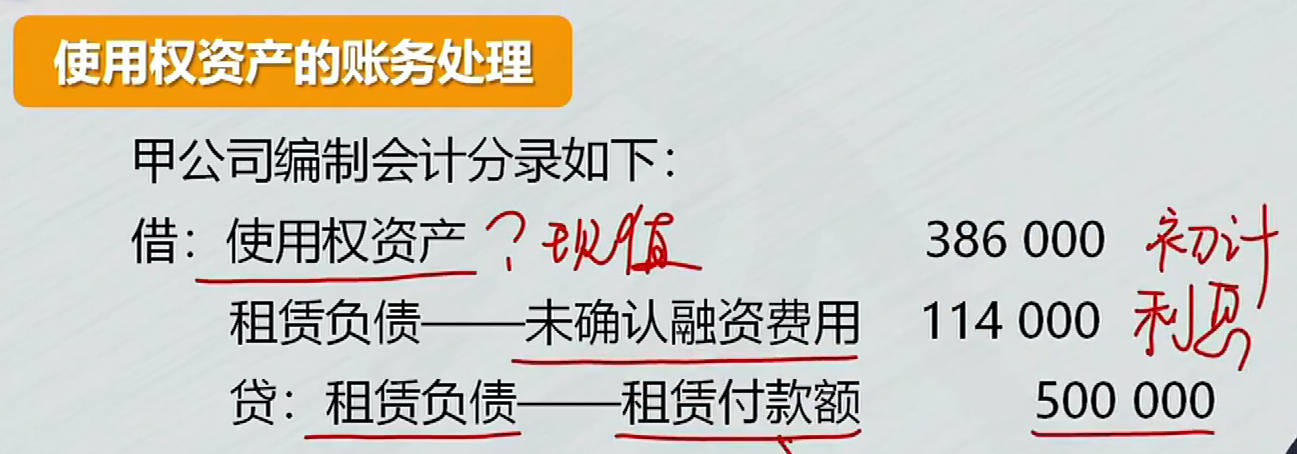 使用权资产的账务处理
甲公司编制会计分录如下：
借：使用权资产 ？现值 386 000 初计
租赁负债——未确认融资费用 114 000 利息
贷：租赁负债——租赁付款额 500 000